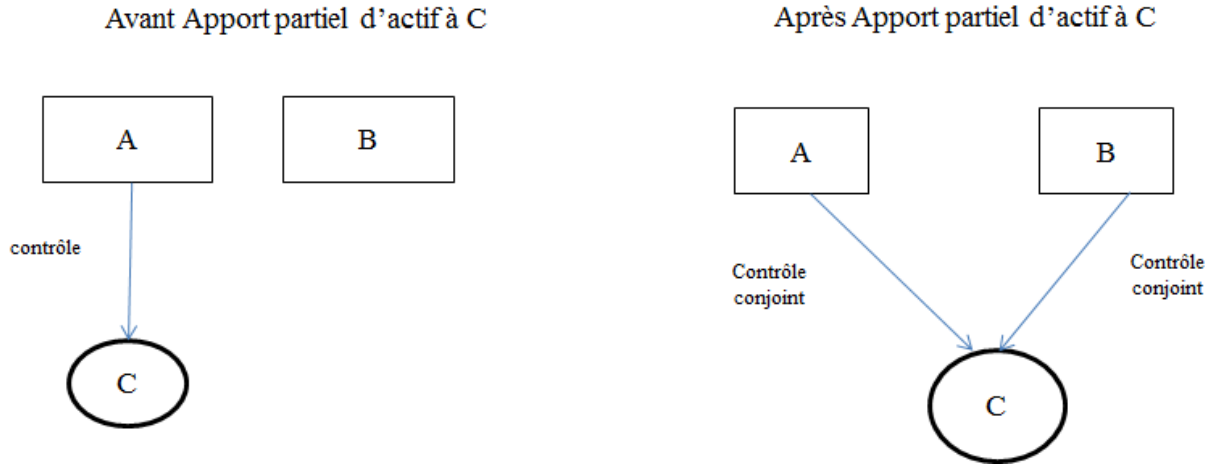 Avant Apport partiel d’actif à C
A
B
contrôle
C
Après Apport partiel d’actif à C
A
B
Contrôle
conjoint
Contrôle
conjoint
C